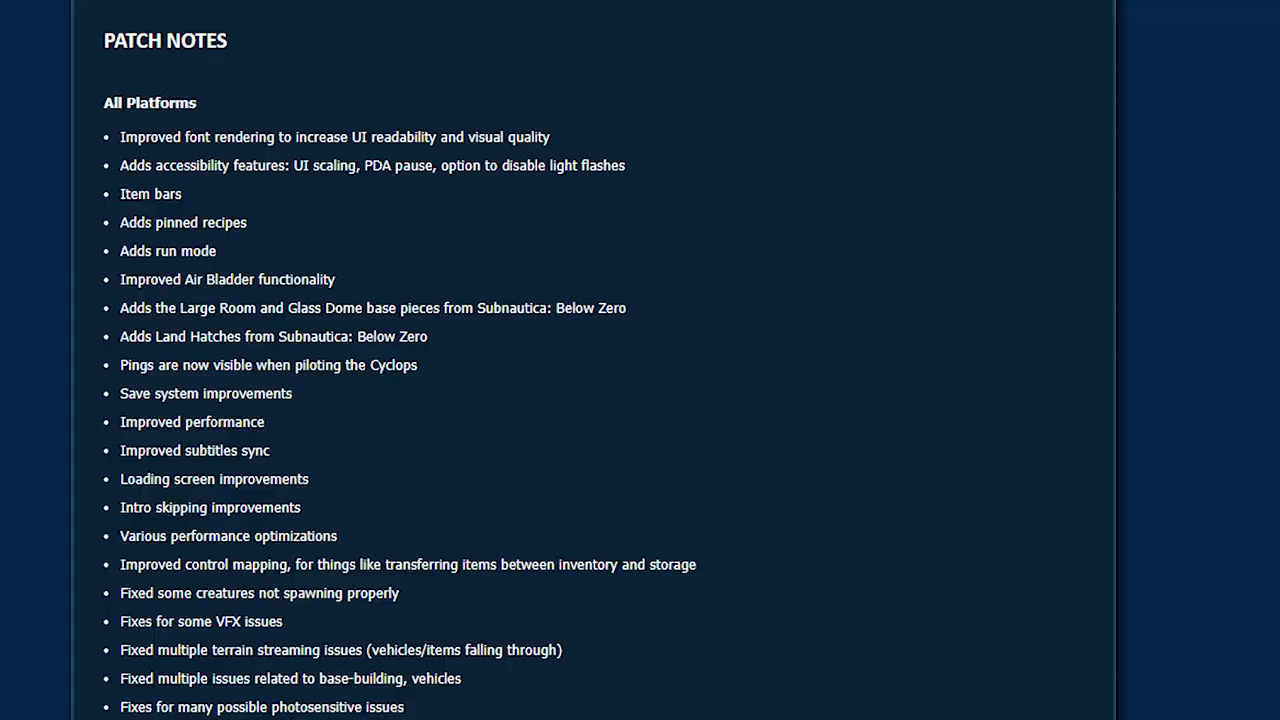 PATCH NOTES
All Platforms
• Improved font rendering to increase UI readability and visual quality
• Adds accessibility features: UI scaling, PDA pause, option to disable light flashes
• Item bars
• Adds pinned recipes
• Adds run mode
• Improved Air Bladder functionality
• Adds the Large Room and Glass Dome base pieces from Subnautica: Below Zero
• Adds Land Hatches from Subnautica: Below Zero
• Pings are now visible when piloting the Cyclops
• Save system improvements
• Improved performance
• Improved subtitles sync
• Loading screen improvements
• Intro skipping improvements
• Various performance optimizations
• Improved control mapping, for things like transferring items between inventory and storage
• Fixed some creatures not spawning properly
• Fixes for some VFX issues
• Fixed multiple terrain streaming issues (vehicles/items falling through)
• Fixed multiple issues related to base-building, vehicles
• Fixes for many possible photosensitive issues